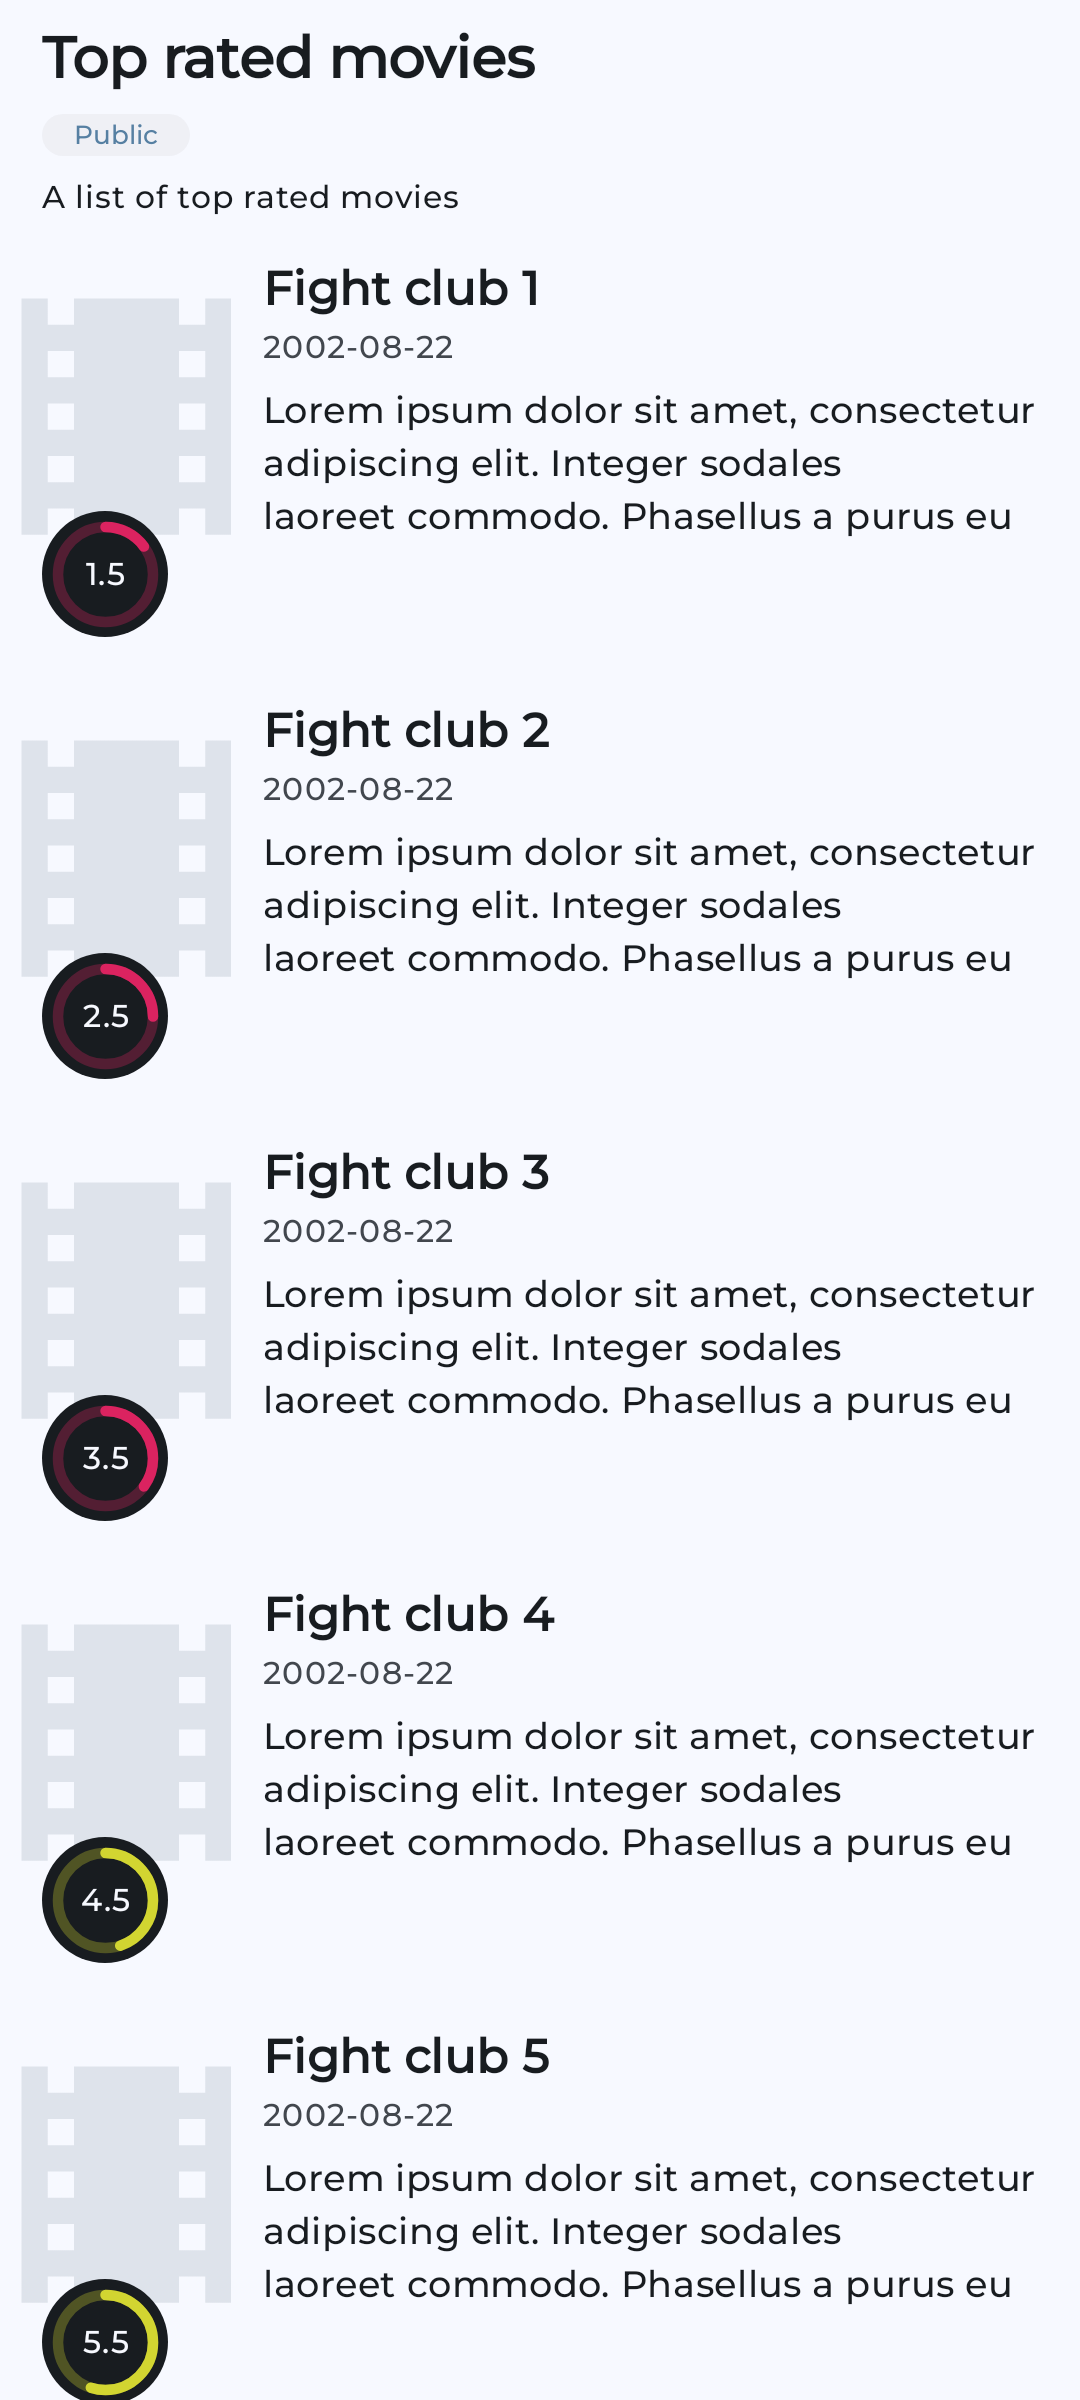 Top rated movies
Public
A list of top rated movies
Fight club 1
2002-08-22
Lorem ipsum dolor sit amet, consectetur
adipiscing elit. Integer sodales
laoreet commodo. Phasellus a purus eu
1.5
Fight club 2
2002-08-22
Lorem ipsum dolor sit amet, consectetur
adipiscing elit. Integer sodales
laoreet commodo. Phasellus a purus eu
2.5
Fight club 3
2002-08-22
Lorem ipsum dolor sit amet, consectetur
adipiscing elit. Integer sodales
laoreet commodo. Phasellus a purus eu
3.5
Fight club 4
2002-08-22
Lorem ipsum dolor sit amet, consectetur
adipiscing elit. Integer sodales
laoreet commodo. Phasellus a purus eu
4.5
Fight club 5
2002-08-22
Lorem ipsum dolor sit amet, consectetur
adipiscing elit. Integer sodales
laoreet commodo. Phasellus a purus eu
5.5